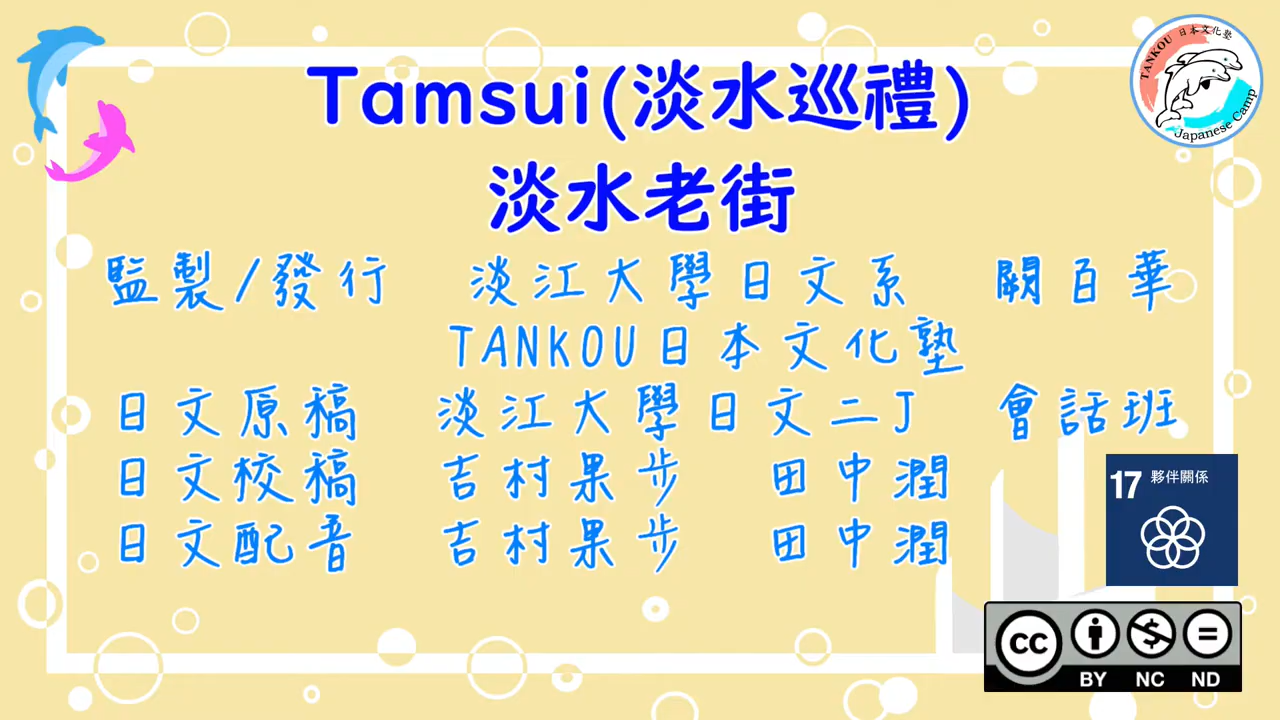 Tamsui(淡水巡禮)
淡水老街
監製/發行 淡江大學日文系 闕百華
TANKOU日本文化塾
日文原稿 淡江大學日文二J 會話班
日文校稿 吉村果步 田中潤
日文配音 吉村果步 田中潤
TANKOU 日本文化塾
Japanese Camp
17 夥伴關係
CC BY NC ND